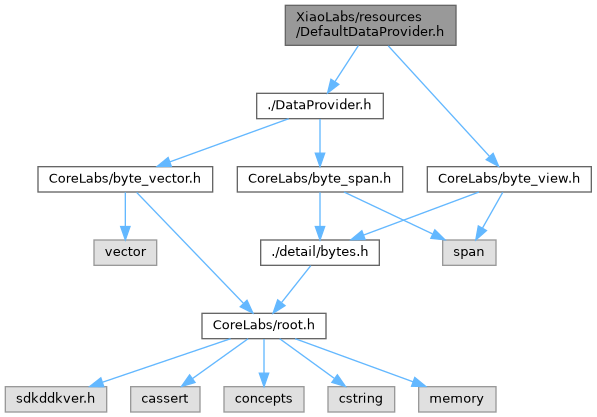 XiaoLabs/resources
/DefaultDataProvider.h
./DataProvider.h
CoreLabs/byte_vector.h
CoreLabs/byte_span.h
CoreLabs/byte_view.h
vector
./detail/bytes.h
span
CoreLabs/root.h
sdkddkver.h
cassert
concepts
cstring
memory